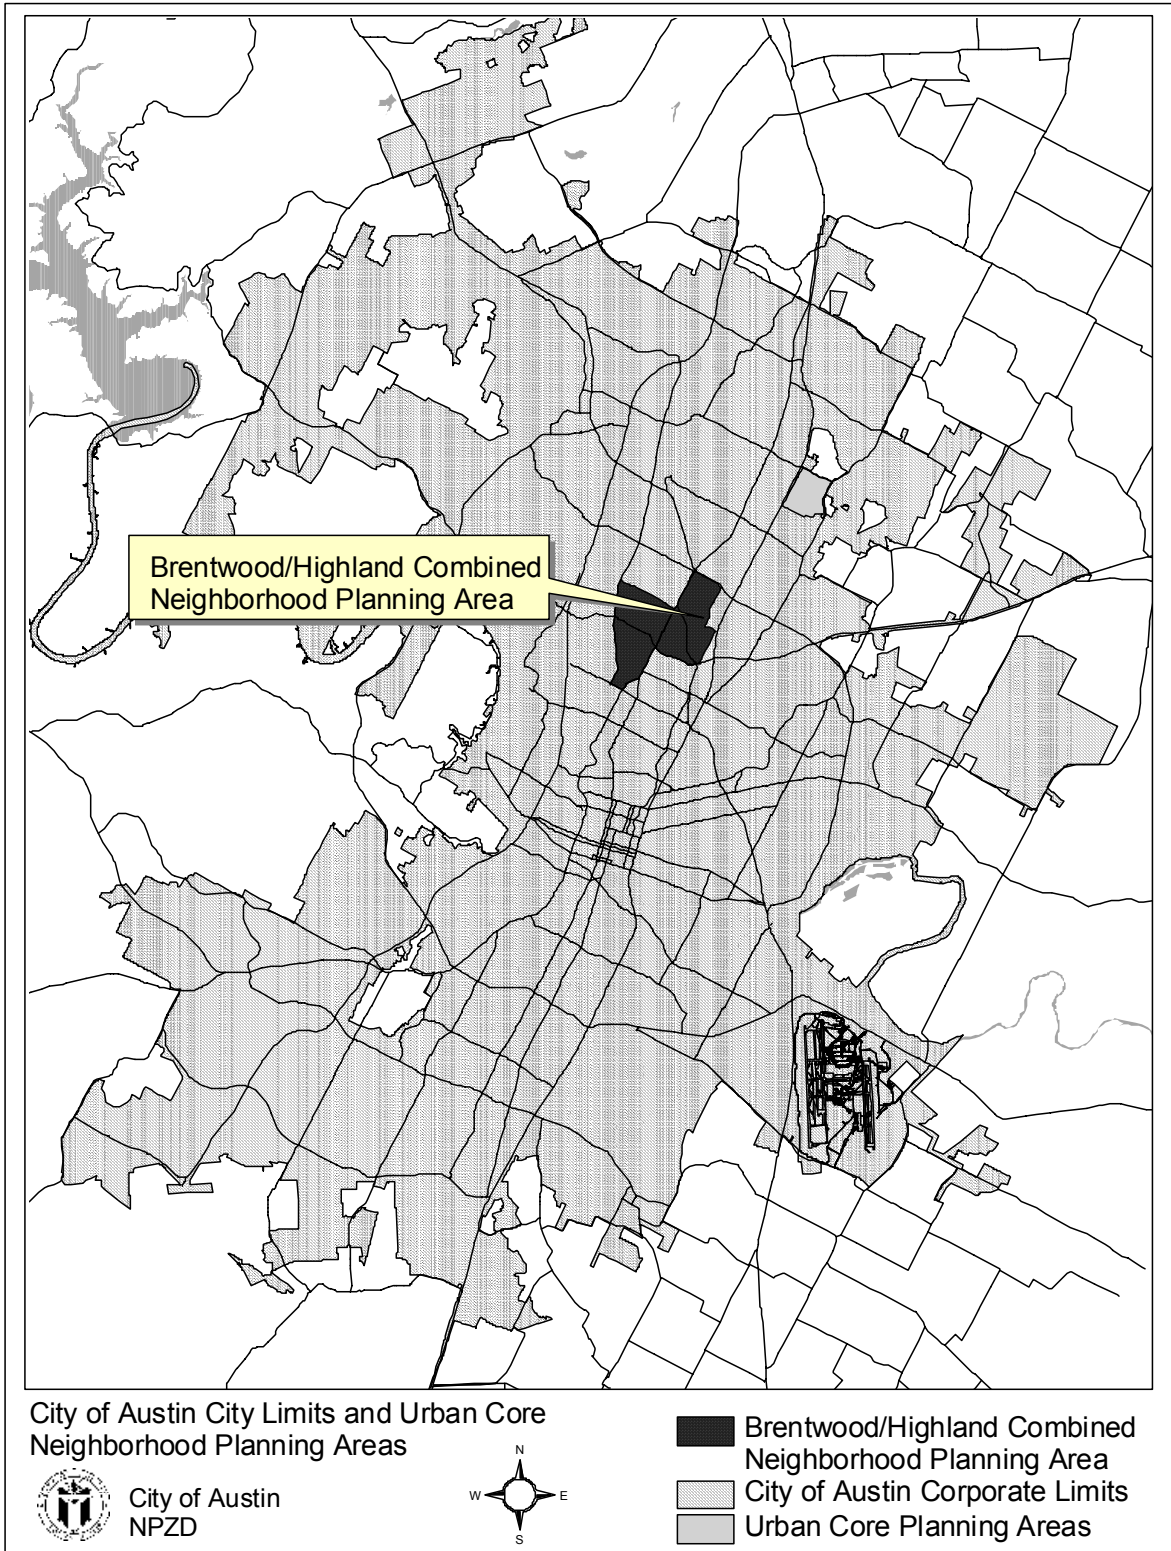 Brentwood/Highland Combined
Neighborhood Planning Area
City of Austin City Limits and Urban Core
Neighborhood Planning Areas
City of Austin
NPZD
N
W
E
S
Brentwood/Highland Combined
Neighborhood Planning Area
City of Austin Corporate Limits
Urban Core Planning Areas